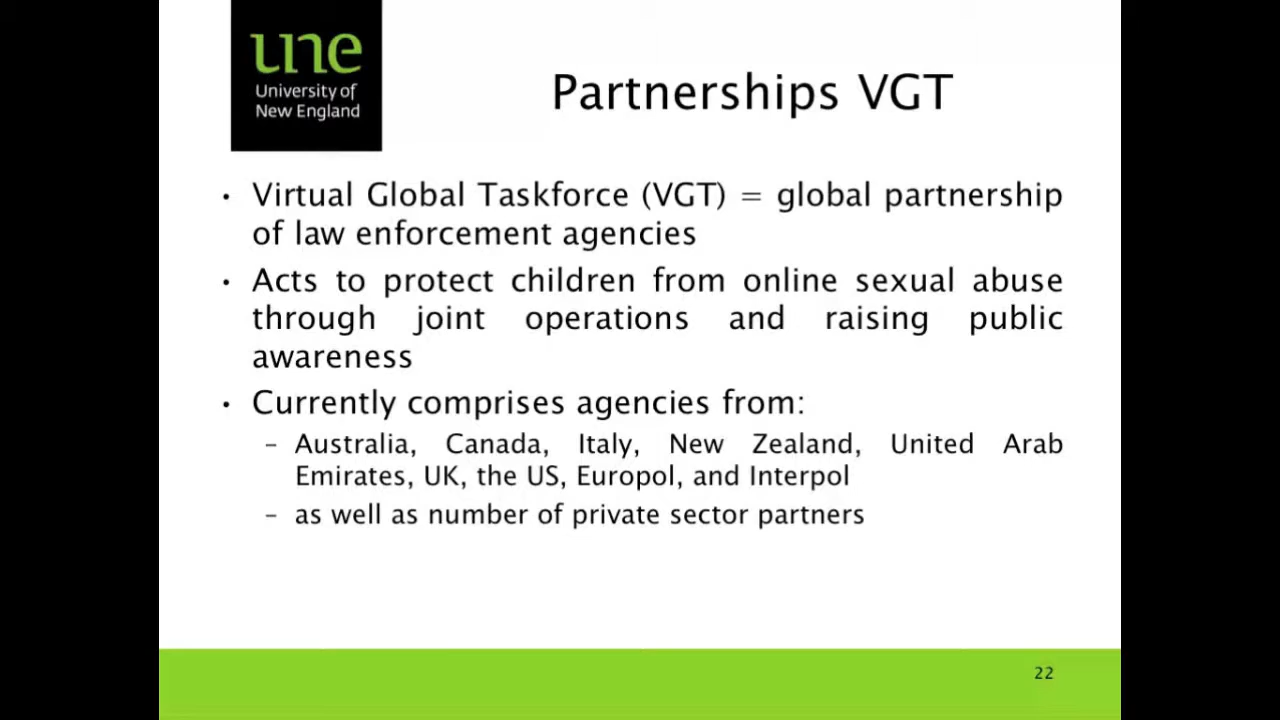 une
University of
New England
Partnerships VGT
• Virtual Global Taskforce (VGT) = global partnership
of law enforcement agencies
• Acts to protect children from online sexual abuse
through joint operations and raising public
awareness
• Currently comprises agencies from:
– Australia, Canada, Italy, New Zealand, United Arab
Emirates, UK, the US, Europol, and Interpol
– as well as number of private sector partners
22